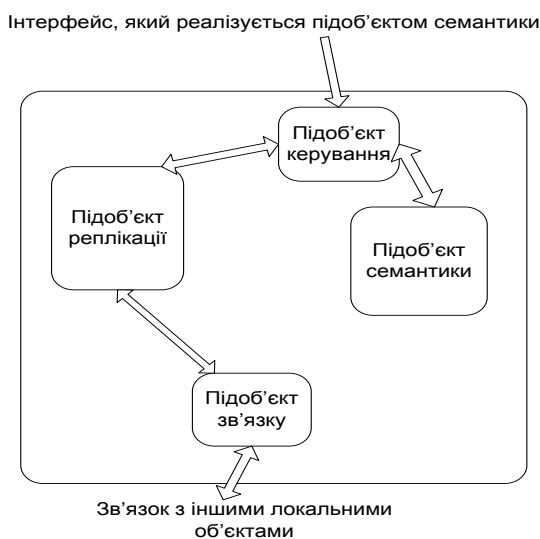 Інтерфейс, який реалізується підоб’єктом семантики
Підоб’єкт
керування
Підоб’єкт
реплікації
Підоб’єкт
семантики
Підоб’єкт
зв’язку
Зв’язок з іншими локальними
об’єктами